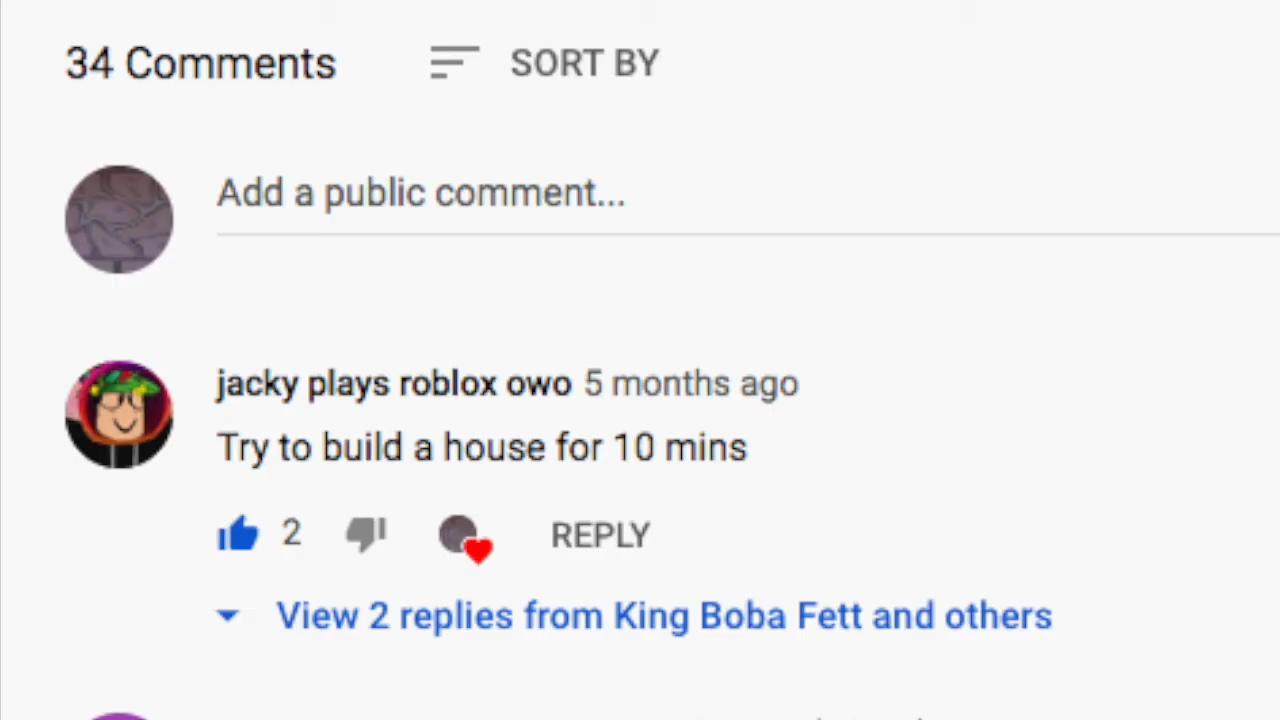 34 Comments SORT BY
Add a public comment...
jacky plays roblox owo 5 months ago
Try to build a house for 10 mins
2 REPLY
View 2 replies from King Boba Fett and others